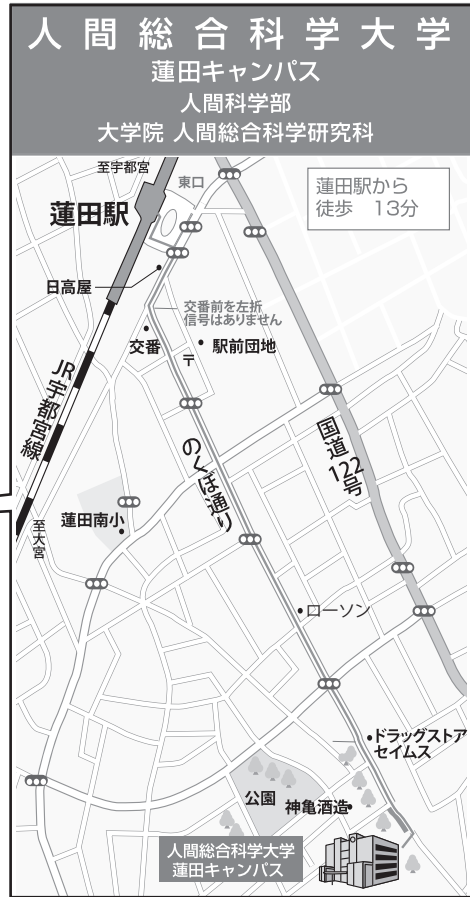 人間総合科学大学
蓮田キャンパス
人間科学部
大学院 人間総合科学研究科
至宇都宮
東口
蓮田駅
蓮田駅から
徒歩 13分
日高屋
交番前を左折
信号はありません
交番
〒
駅前団地
JR宇都宮線
のくぼ通り
国道122号
蓮田南小
至大宮
ローソン
ドラッグストア
セイムス
公園
神亀酒造
人間総合科学大学
蓮田キャンパス